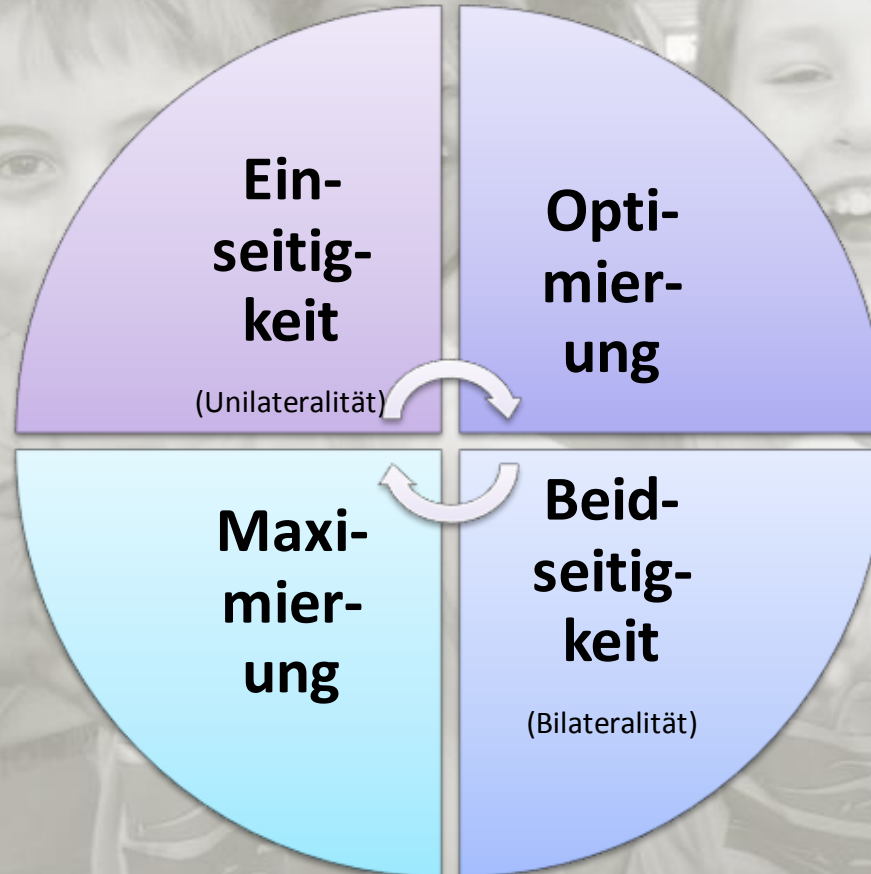 Ein-
seitig-
keit
(Unilateralität)
Opti-
mier-
ung
Maxi-
mier-
ung
Beid-
seitig-
keit
(Bilateralität)